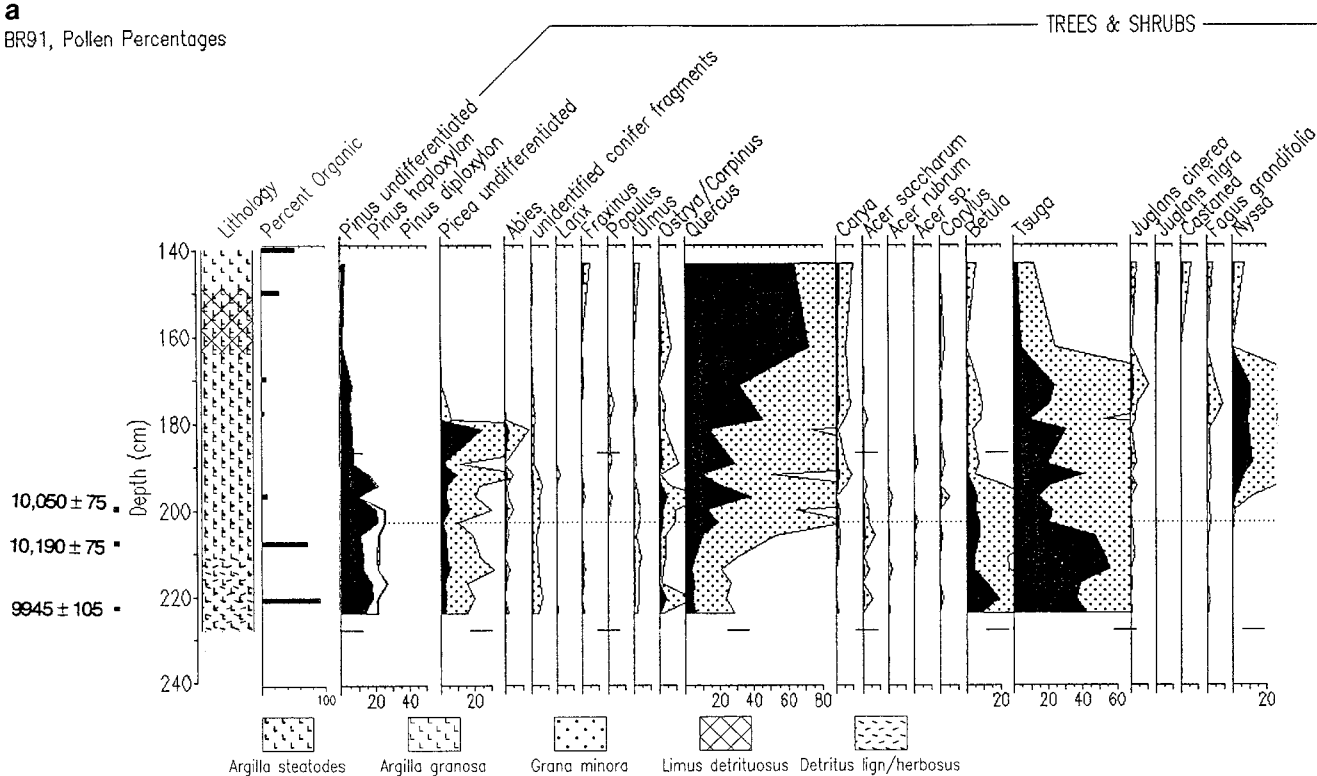 a
BR91, Pollen Percentages
TREES & SHRUBS
Lithology
Percent Organic
Pinus undifferentiated
Pinus haploxylon
Pinus diploxylon
Picea undifferentiated
Abies
unidentified conifer fragments
Larix
Fraxinus
Populus
Ulmus
Ostrya/Carpinus
Quercus
Carya
Acer saccharum
Acer rubrum
Acer sp.
Corylus
Betula
Tsuga
Juglans cinerea
Juglans nigra
Castanea
Fagus grandifolia
Nyssa
Depth (cm)
140
160
180
200
220
240
10,050 ± 75
10,190 ± 75
9945 ± 105
100
20 40
20
20 40 60 80
20
20 40 60
20
Argilla steatodes
Argilla granosa
Grana minora
Limus detrituosus
Detritus lign/herbosus